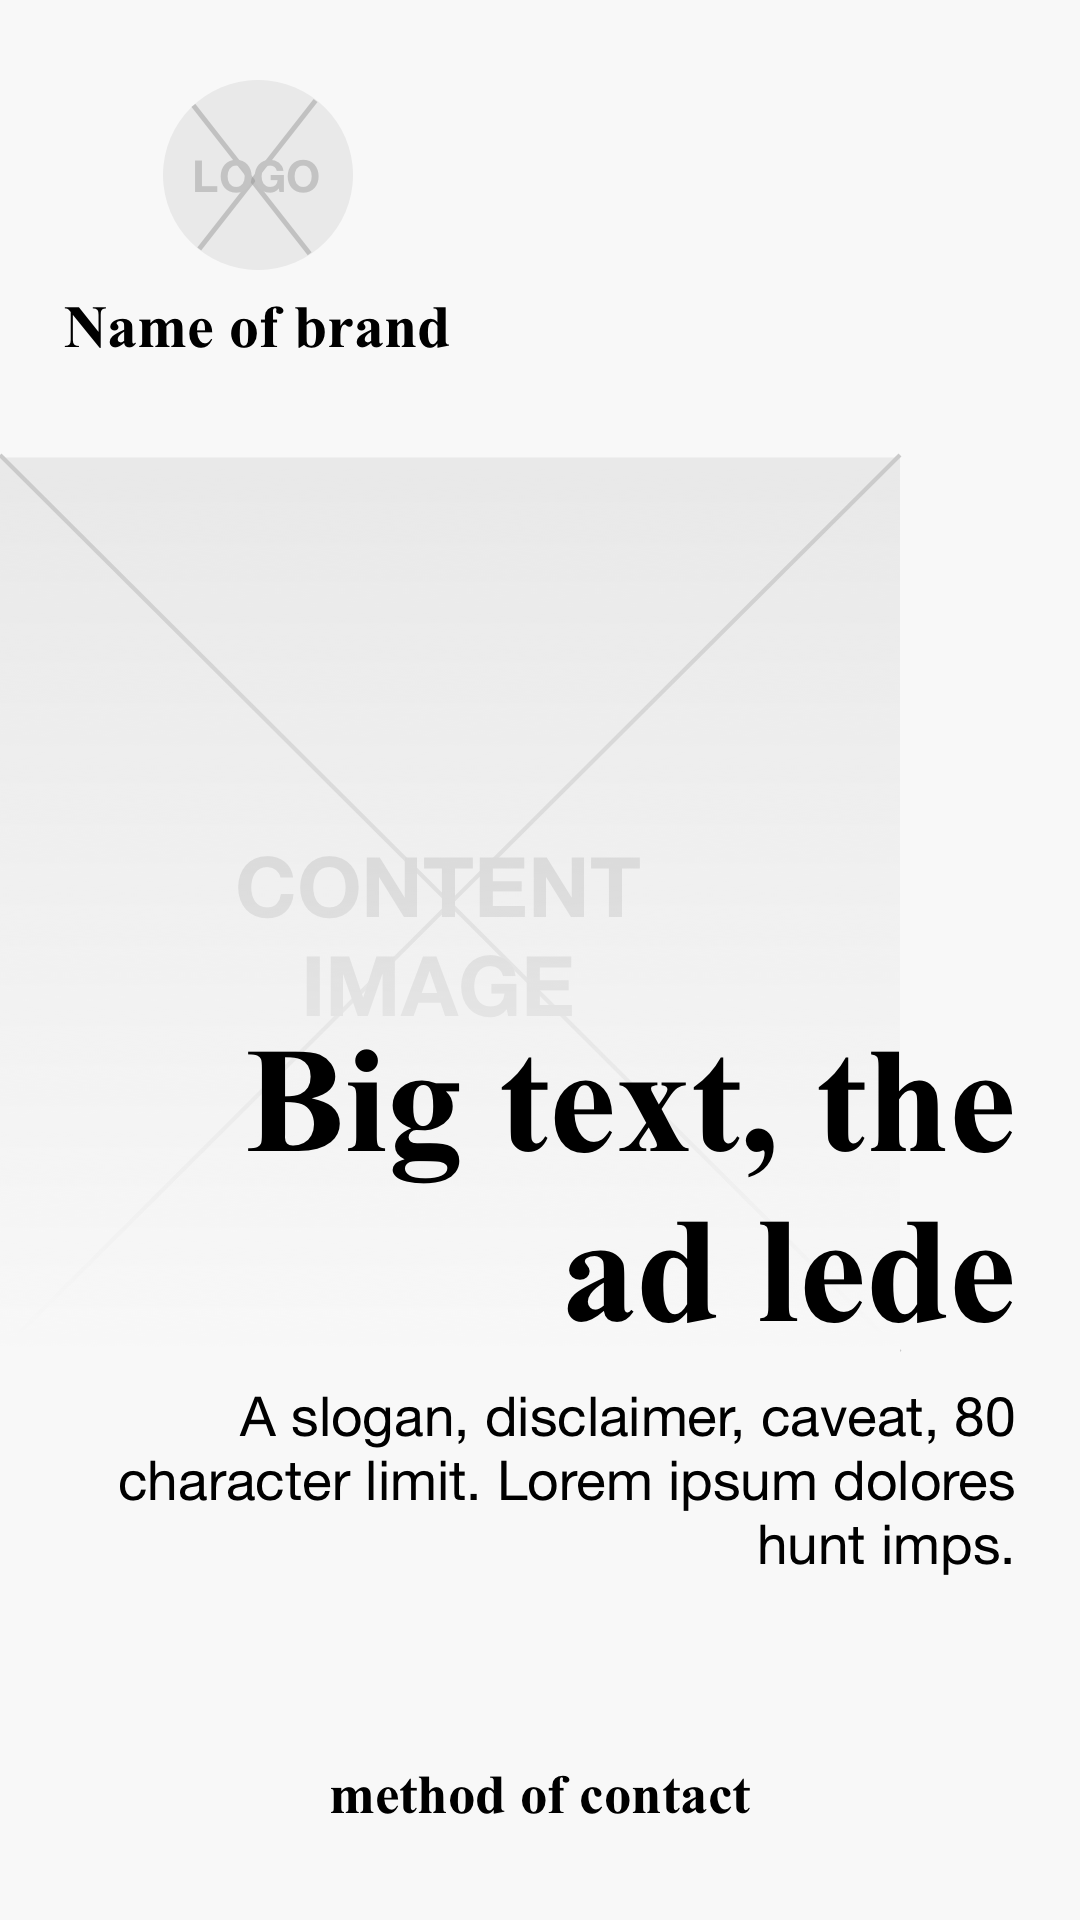 LOGO
Name of brand
CONTENT
IMAGE
Big text, the
ad lede
A slogan, disclaimer, caveat, 80
character limit. Lorem ipsum dolores
hunt imps.
method of contact